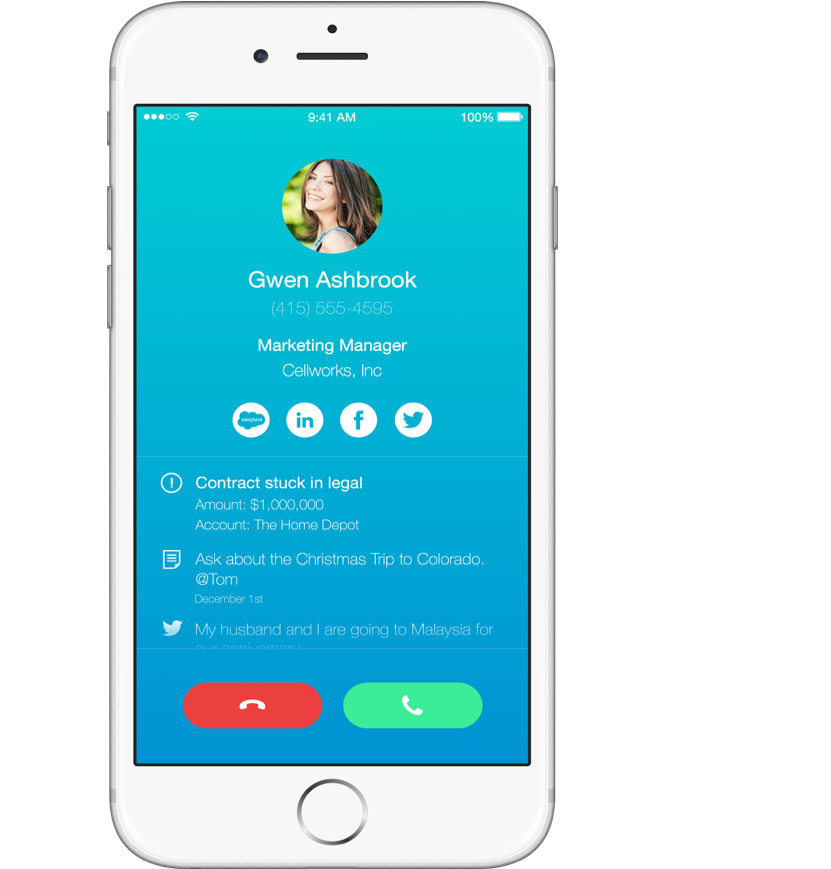 9:41 AM 100%
Gwen Ashbrook
(415) 555-4595
Marketing Manager
Cellworks, Inc
salesforce in f
Contract stuck in legal
Amount: $1,000,000
Account: The Home Depot
Ask about the Christmas Trip to Colorado.
@Tom
December 1st
My husband and I are going to Malaysia for
our anniversary